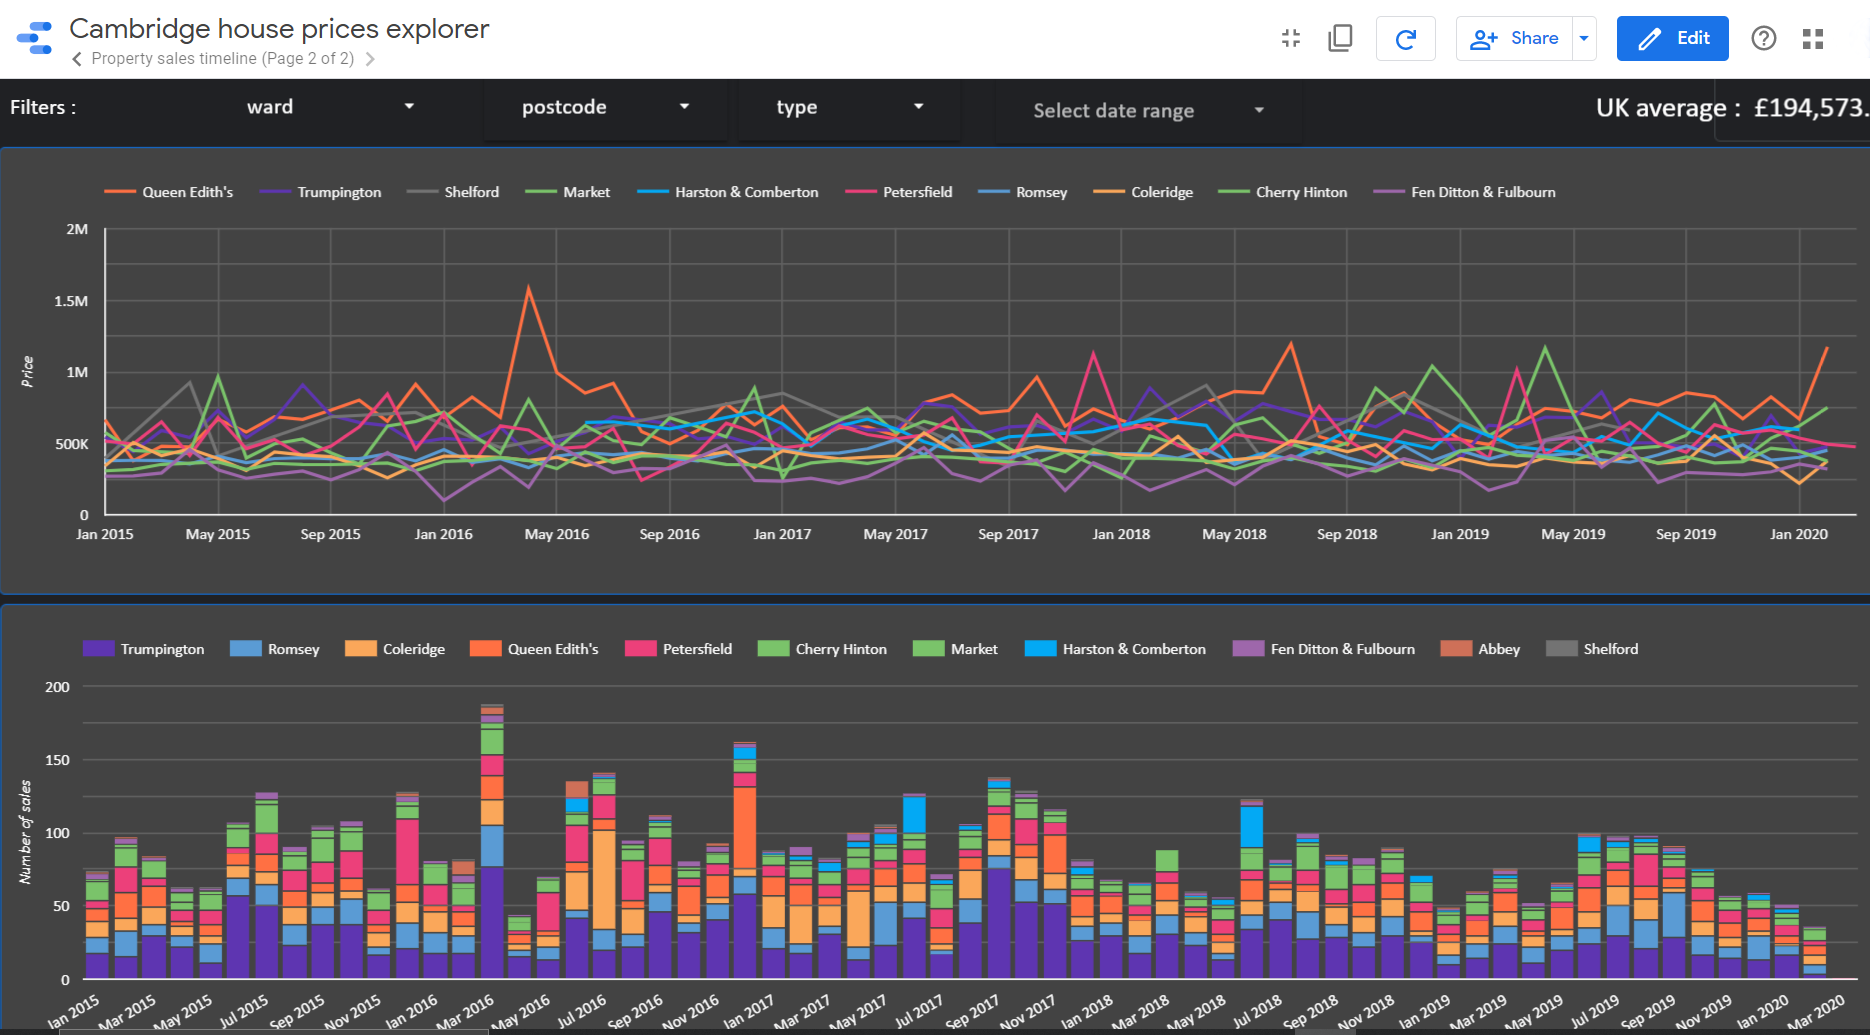 Cambridge house prices explorer
Property sales timeline (Page 2 of 2)
Share
Edit
Filters :
ward
postcode
type
Select date range
UK average : £194,573.
Queen Edith's Trumpington Shelford Market Harston & Comberton Petersfield Romsey Coleridge Cherry Hinton Fen Ditton & Fulbourn
2M
1.5M
1M
500K
0
Price
Jan 2015 May 2015 Sep 2015 Jan 2016 May 2016 Sep 2016 Jan 2017 May 2017 Sep 2017 Jan 2018 May 2018 Sep 2018 Jan 2019 May 2019 Sep 2019 Jan 2020
Trumpington Romsey Coleridge Queen Edith's Petersfield Cherry Hinton Market Harston & Comberton Fen Ditton & Fulbourn Abbey Shelford
200
150
100
50
0
Number of sales
Jan 2015 Mar 2015 May 2015 Jul 2015 Sep 2015 Nov 2015 Jan 2016 Mar 2016 May 2016 Jul 2016 Sep 2016 Nov 2016 Jan 2017 Mar 2017 May 2017 Jul 2017 Sep 2017 Nov 2017 Jan 2018 Mar 2018 May 2018 Jul 2018 Sep 2018 Nov 2018 Jan 2019 Mar 2019 May 2019 Jul 2019 Sep 2019 Nov 2019 Jan 2020 Mar 2020